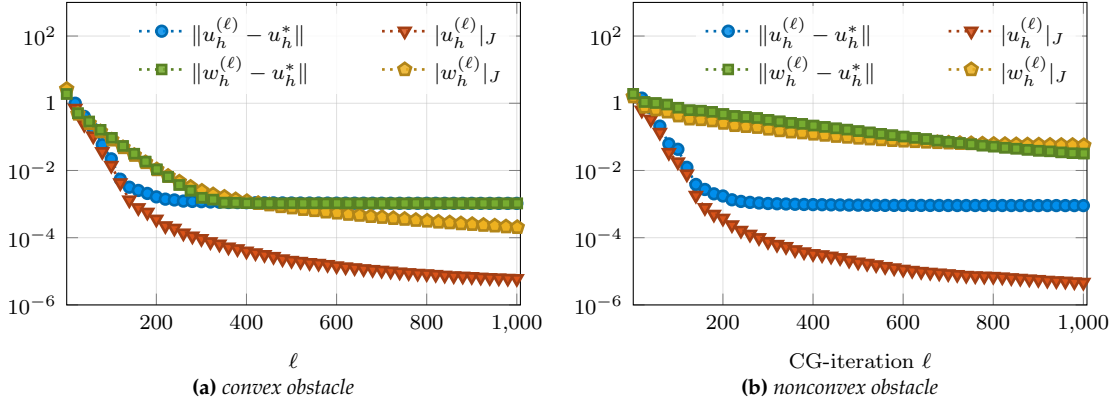 10^2
1
10^{-2}
10^{-4}
10^{-6}
‖u_h^{(ℓ)} − u_h^*‖ |u_h^{(ℓ)}|_J
‖w_h^{(ℓ)} − u_h^*‖ |w_h^{(ℓ)}|_J
200 400 600 800 1,000
ℓ
(a) convex obstacle
10^2
1
10^{-2}
10^{-4}
10^{-6}
‖u_h^{(ℓ)} − u_h^*‖ |u_h^{(ℓ)}|_J
‖w_h^{(ℓ)} − u_h^*‖ |w_h^{(ℓ)}|_J
200 400 600 800 1,000
CG-iteration ℓ
(b) nonconvex obstacle